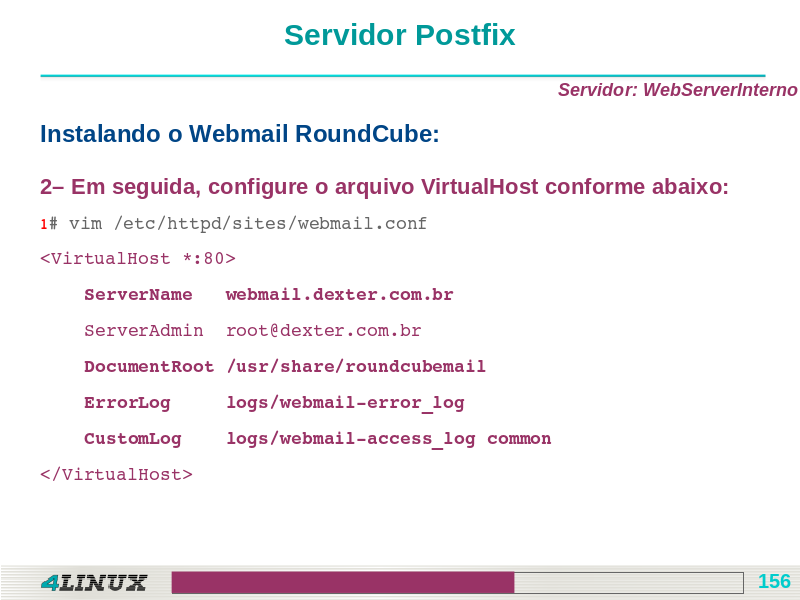 Servidor Postfix
Servidor: WebServerInterno
Instalando o Webmail RoundCube:
2– Em seguida, configure o arquivo VirtualHost conforme abaixo:
1# vim /etc/httpd/sites/webmail.conf
<VirtualHost *:80>
    ServerName   webmail.dexter.com.br
    ServerAdmin  root@dexter.com.br
    DocumentRoot /usr/share/roundcubemail
    ErrorLog     logs/webmail-error_log
    CustomLog    logs/webmail-access_log common
</VirtualHost>
4LINUX
156